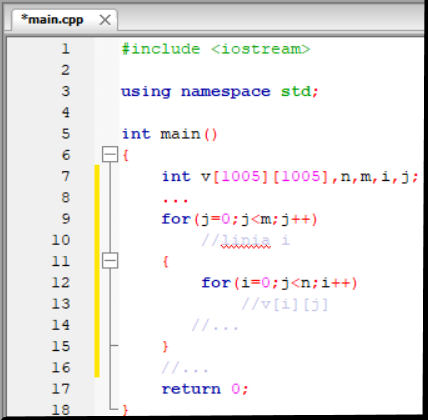 *main.cpp
1 #include <iostream>
2
3 using namespace std;
4
5 int main()
6 {
7 int v[1005][1005],n,m,i,j;
8 ...
9 for(j=0;j<m;j++)
10 //linia i
11 {
12 for(i=0;j<n;i++)
13 //v[i][j]
14 //...
15 }
16 //...
17 return 0;
18 }